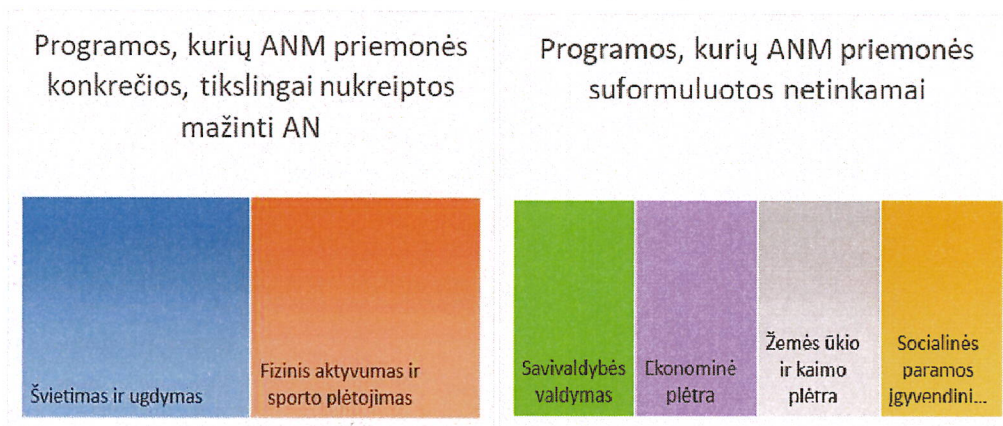 Programos, kurių ANM priemonės
konkrečios, tikslingai nukreiptos
mažinti AN
Programos, kurių ANM priemonės
suformuluotos netinkamai
Švietimas ir ugdymas
Fizinis aktyvumas ir
sporto plėtojimas
Savivaldybės
valdymas
Ekonominė
plėtra
Žemės ūkio
ir kaimo
plėtra
Socialinės
paramos
įgyvendini...